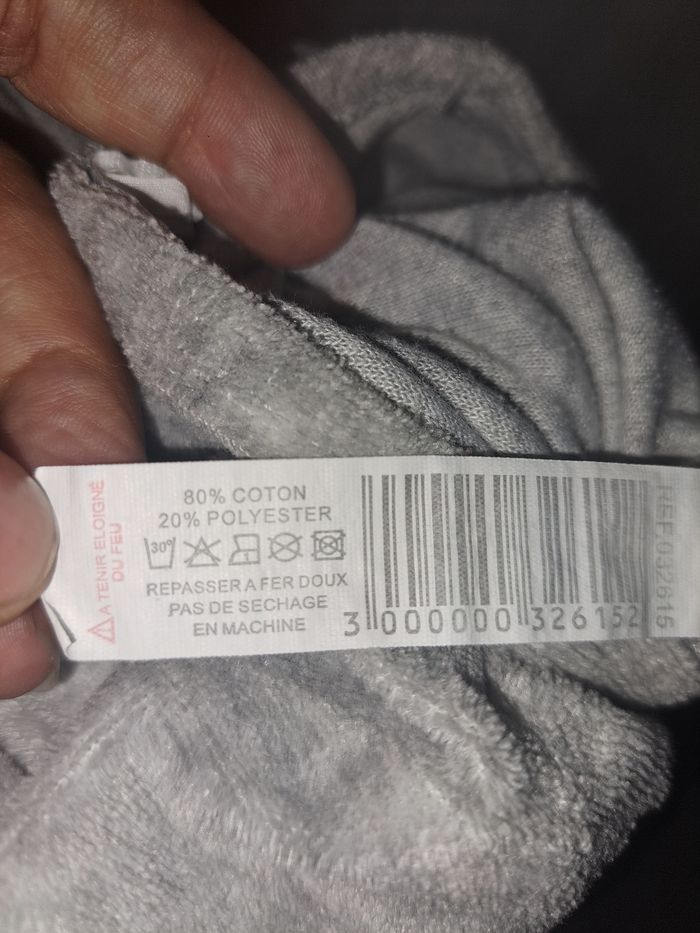 A TENIR ELOIGNÉ
DU FEU
80% COTON
20% POLYESTER
30°
REPASSER A FER DOUX
PAS DE SECHAGE
EN MACHINE
3 000000 326152
REF032615